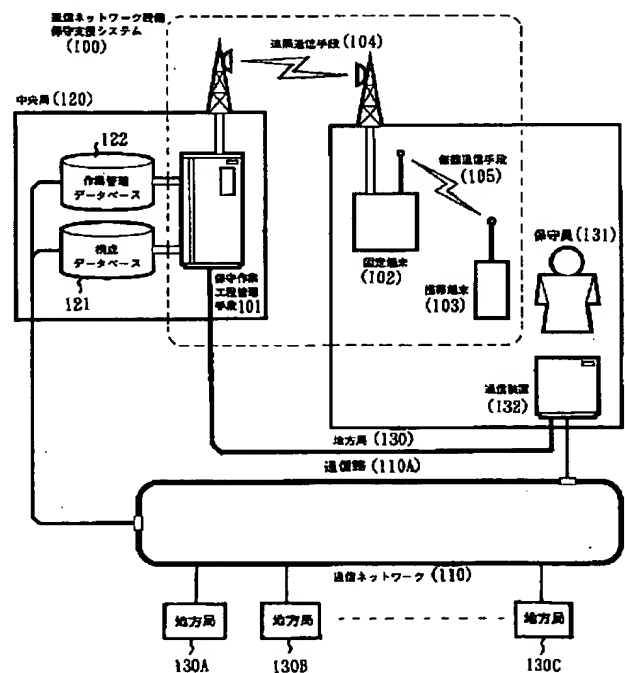 通信ネットワーク設備
保守支援システム
(100)
遠隔通信手段(104)
中央局(120)
122
作業管理
データベース
構成
データベース
121
保守作業
工程管理
手段101
無線通信手段
(105)
固定端末
(102)
携帯端末
(103)
保守員(131)
通信装置
(132)
地方局(130)
通信路(110A)
通信ネットワーク(110)
地方局
地方局
地方局
130A
130B
130C